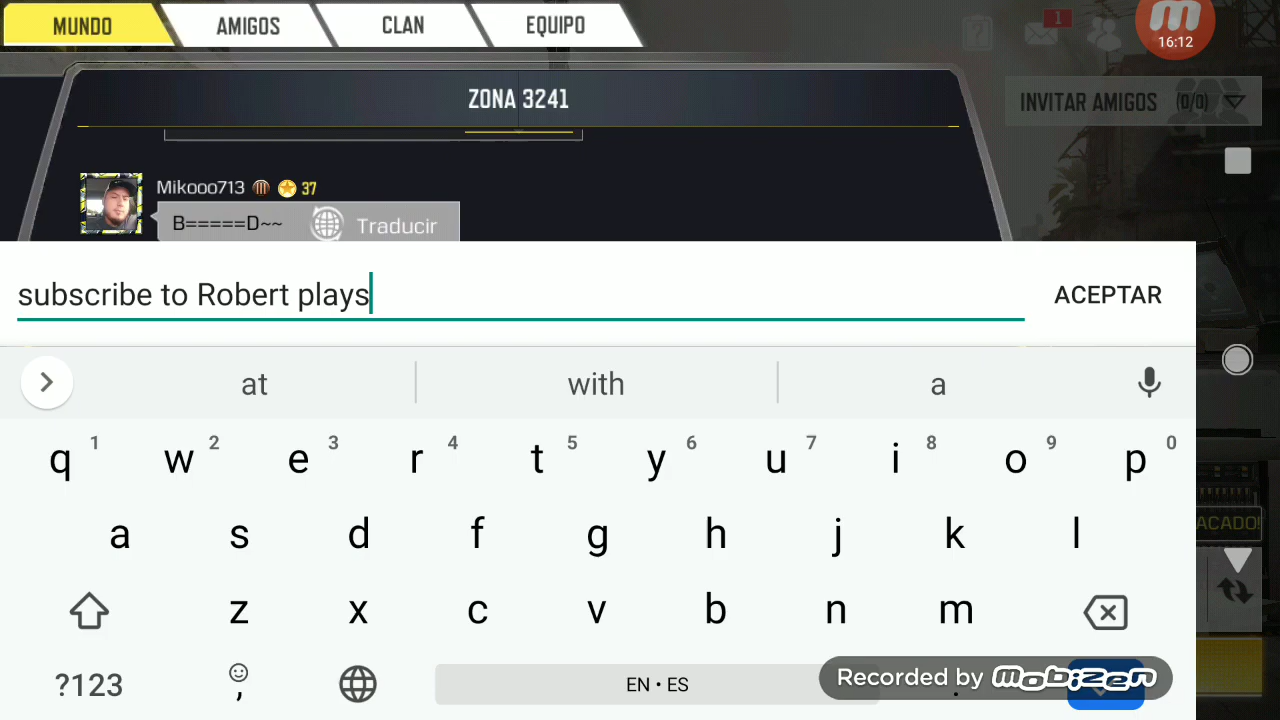 MUNDO
AMIGOS
CLAN
EQUIPO
1
16:12
ZONA 3241
INVITAR AMIGOS (0/0)
Mikooo713 37
B=====D~~ Traducir
subscribe to Robert plays
ACEPTAR
at
with
a
q 1 w 2 e 3 r 4 t 5 y 6 u 7 i 8 o 9 p 0
a s d f g h j k l
ACADO!
z x c v b n m
?123 , EN • ES .
Recorded by mobizen